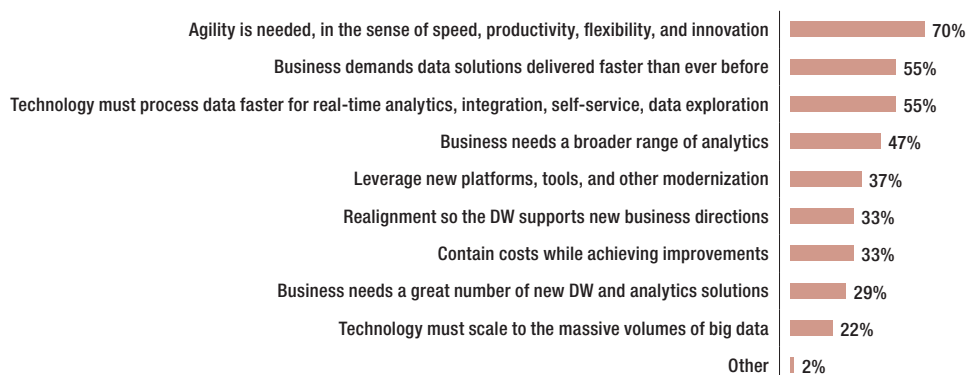 Agility is needed, in the sense of speed, productivity, flexibility, and innovation 70%
Business demands data solutions delivered faster than ever before 55%
Technology must process data faster for real-time analytics, integration, self-service, data exploration 55%
Business needs a broader range of analytics 47%
Leverage new platforms, tools, and other modernization 37%
Realignment so the DW supports new business directions 33%
Contain costs while achieving improvements 33%
Business needs a great number of new DW and analytics solutions 29%
Technology must scale to the massive volumes of big data 22%
Other 2%